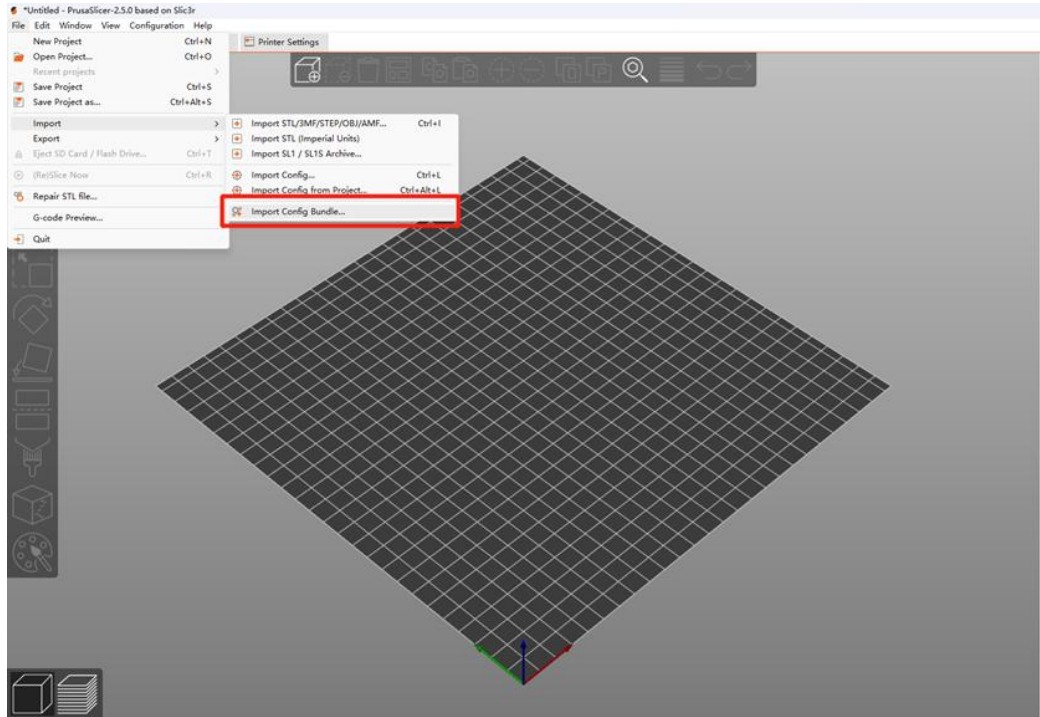 *Untitled - PrusaSlicer-2.5.0 based on Slic3r
File Edit Window View Configuration Help
New Project Ctrl+N
Printer Settings
Open Project... Ctrl+O
Recent projects
Save Project Ctrl+S
Save Project as... Ctrl+Alt+S
Import
Import STL/3MF/STEP/OBJ/AMF... Ctrl+I
Export
Import STL (Imperial Units)
Eject SD Card / Flash Drive... Ctrl+T
Import SL1 / SL1S Archive...
(Re)Slice Now Ctrl+R
Import Config... Ctrl+L
Import Config from Project... Ctrl+Alt+L
Repair STL file...
Import Config Bundle...
G-code Preview...
Quit